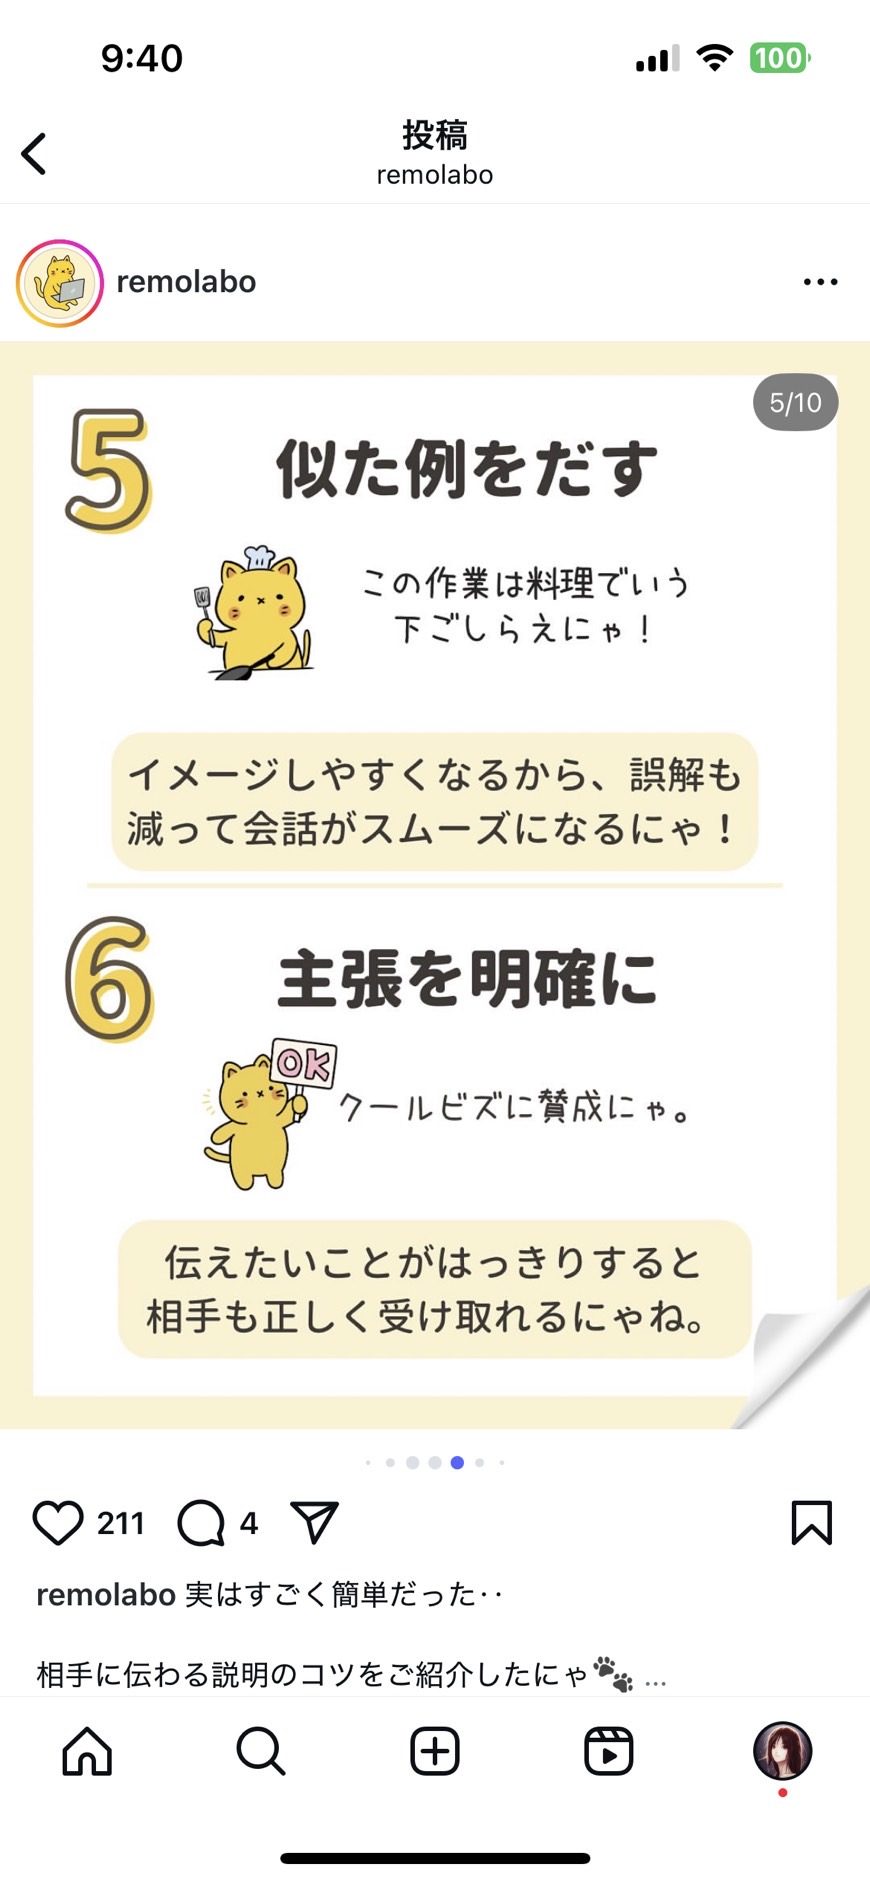 9:40
100
投稿
remolabo
remolabo
5/10
5
似た例をだす
この作業は料理でいう
下ごしらえにゃ！
イメージしやすくなるから、誤解も
減って会話がスムーズになるにゃ！
6
主張を明確に
OK
クールビズに賛成にゃ。
伝えたいことがはっきりすると
相手も正しく受け取れるにゃね。
211
4
remolabo 実はすごく簡単だった‥
相手に伝わる説明のコツをご紹介したにゃ🐾 ...